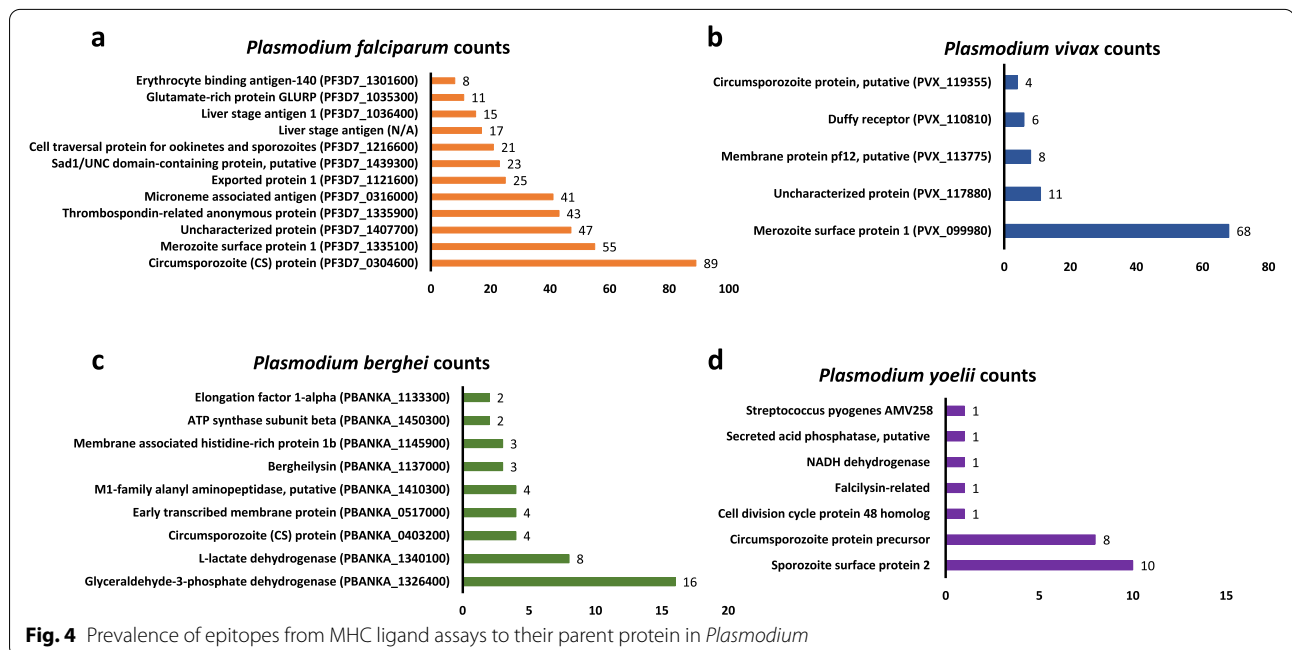 a
Plasmodium falciparum counts
Erythrocyte binding antigen-140 (PF3D7_1301600) 8
Glutamate-rich protein GLURP (PF3D7_1035300) 11
Liver stage antigen 1 (PF3D7_1036400) 15
Liver stage antigen (N/A) 17
Cell traversal protein for ookinetes and sporozoites (PF3D7_1216600) 21
Sad1/UNC domain-containing protein, putative (PF3D7_1439300) 23
Exported protein 1 (PF3D7_1121600) 25
Microneme associated antigen (PF3D7_0316000) 41
Thrombospondin-related anonymous protein (PF3D7_1335900) 43
Uncharacterized protein (PF3D7_1407700) 47
Merozoite surface protein 1 (PF3D7_1335100) 55
Circumsporozoite (CS) protein (PF3D7_0304600) 89
0 20 40 60 80 100
b
Plasmodium vivax counts
Circumsporozoite protein, putative (PVX_119355) 4
Duffy receptor (PVX_110810) 6
Membrane protein pf12, putative (PVX_113775) 8
Uncharacterized protein (PVX_117880) 11
Merozoite surface protein 1 (PVX_099980) 68
0 20 40 60 80
c
Plasmodium berghei counts
Elongation factor 1-alpha (PBANKA_1133300) 2
ATP synthase subunit beta (PBANKA_1450300) 2
Membrane associated histidine-rich protein 1b (PBANKA_1145900) 3
Bergheilysin (PBANKA_1137000) 3
M1-family alanyl aminopeptidase, putative (PBANKA_1410300) 4
Early transcribed membrane protein (PBANKA_0517000) 4
Circumsporozoite (CS) protein (PBANKA_0403200) 4
L-lactate dehydrogenase (PBANKA_1340100) 8
Glyceraldehyde-3-phosphate dehydrogenase (PBANKA_1326400) 16
0 5 10 15 20
d
Plasmodium yoelii counts
Streptococcus pyogenes AMV258 1
Secreted acid phosphatase, putative 1
NADH dehydrogenase 1
Falcilysin-related 1
Cell division cycle protein 48 homolog 1
Circumsporozoite protein precursor 8
Sporozoite surface protein 2 10
0 5 10 15
Fig. 4 Prevalence of epitopes from MHC ligand assays to their parent protein in Plasmodium